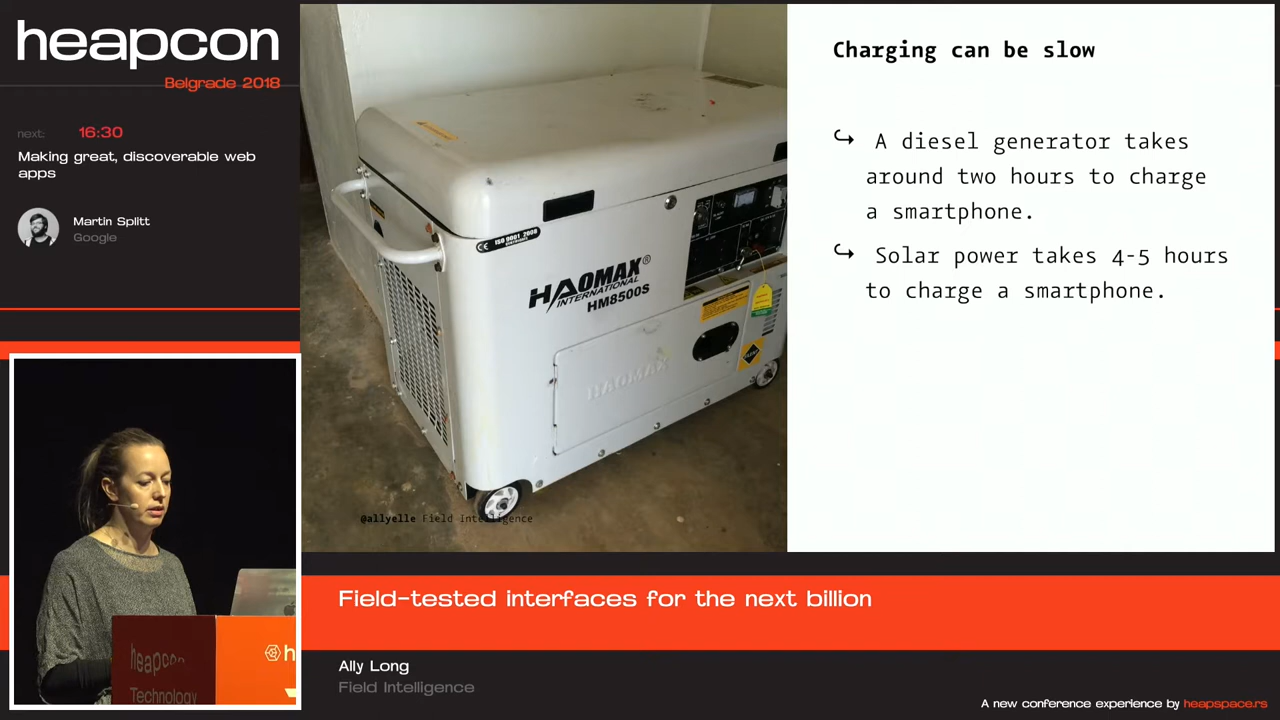 heapcon
Belgrade 2018
next: 16:30
Making great, discoverable web
apps
Martin Splitt
Google
Charging can be slow
↪ A diesel generator takes
around two hours to charge
a smartphone.
↪ Solar power takes 4-5 hours
to charge a smartphone.
ISO 9001:2008
HAOMAX®
INTERNATIONAL
HM8500S
HAOMAX
@allyelle Field Intelligence
heapcon
Technology
h
Field-tested interfaces for the next billion
Ally Long
Field Intelligence
A new conference experience by heapspace.rs